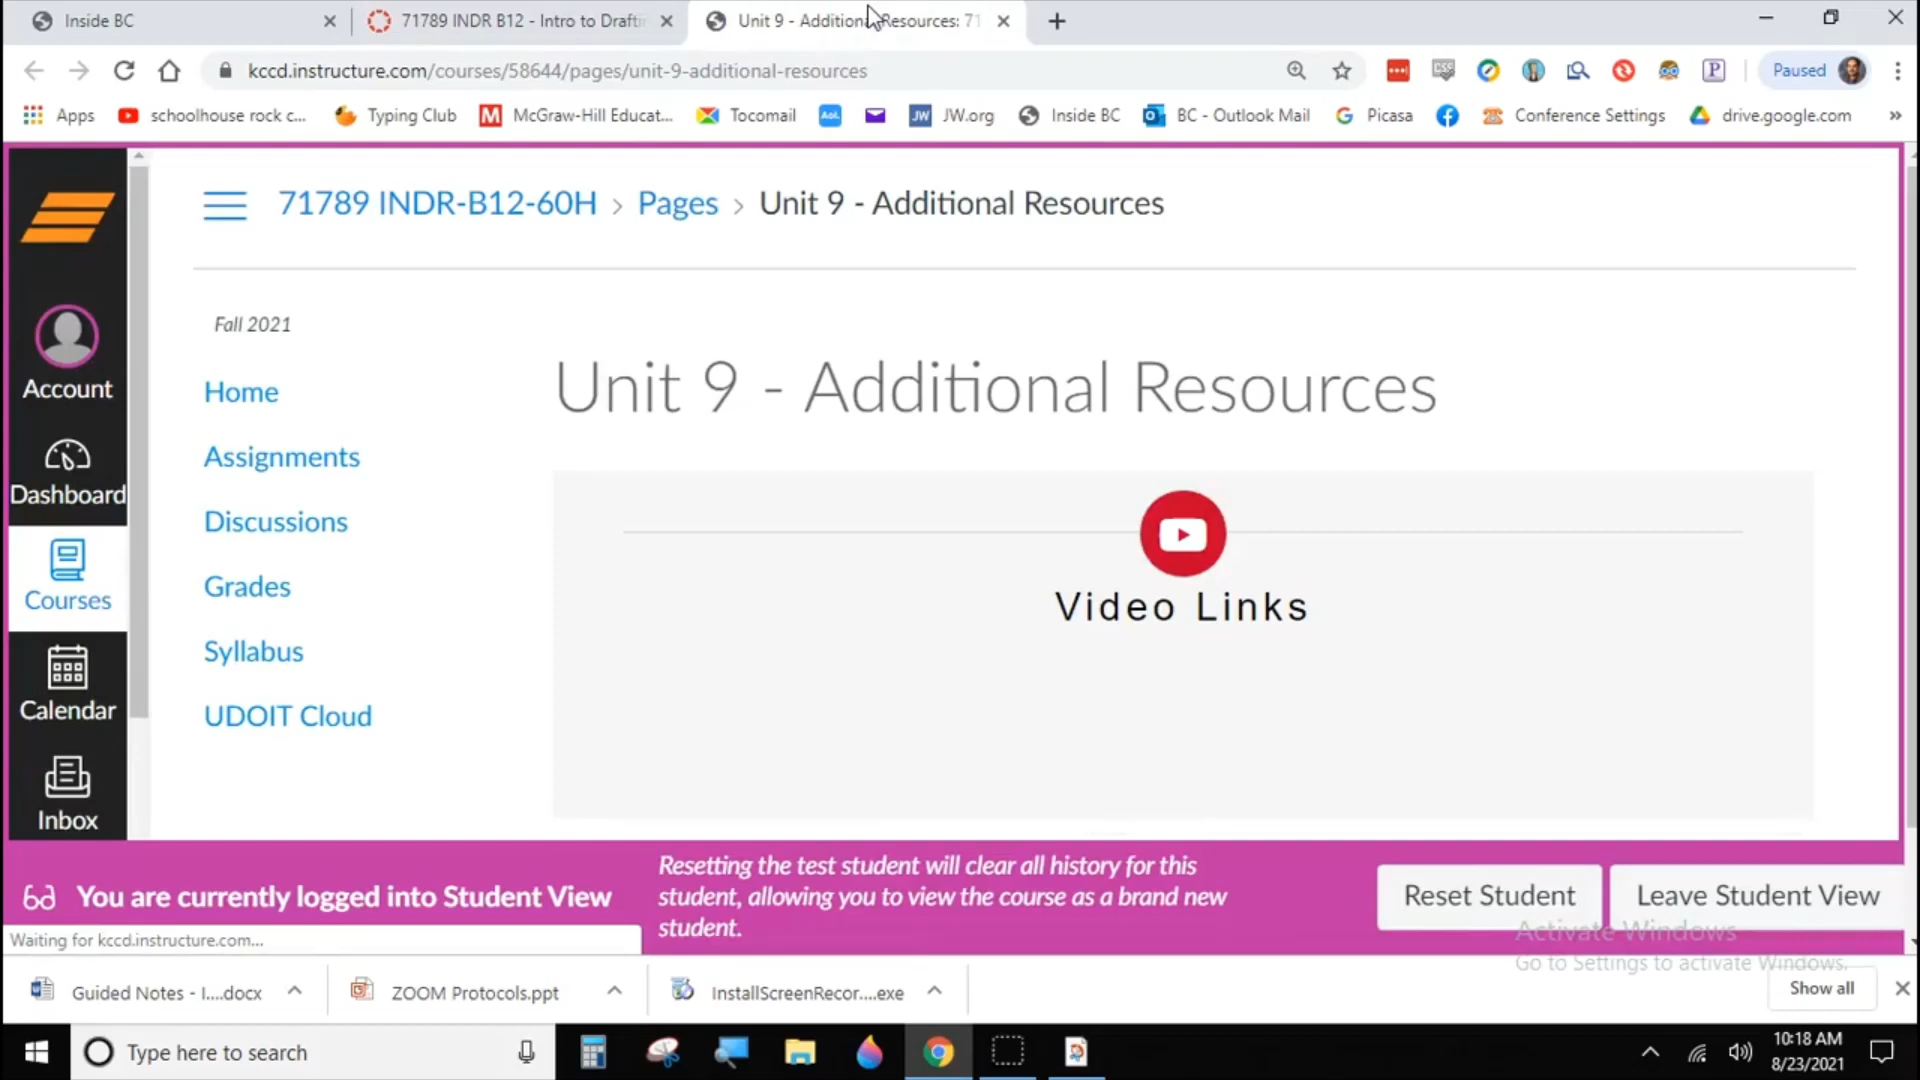 Inside BC
71789 INDR B12 - Intro to Drafti
Unit 9 - Additional Resources: 71
kccd.instructure.com/courses/58644/pages/unit-9-additional-resources
Paused
Apps
schoolhouse rock c...
Typing Club
McGraw-Hill Educat...
Tocomail
Aol.
JW
JW.org
Inside BC
BC - Outlook Mail
Picasa
Conference Settings
drive.google.com
»
71789 INDR-B12-60H > Pages > Unit 9 - Additional Resources
Account
Dashboard
Courses
Calendar
Inbox
Fall 2021
Home
Assignments
Discussions
Grades
Syllabus
UDOIT Cloud
Unit 9 - Additional Resources
Video Links
You are currently logged into Student View
Resetting the test student will clear all history for this
student, allowing you to view the course as a brand new
student.
Reset Student
Leave Student View
Activate Windows
Go to Settings to activate Windows.
Waiting for kccd.instructure.com...
Guided Notes - I....docx
ZOOM Protocols.ppt
InstallScreenRecor....exe
Show all
Type here to search
10:18 AM
8/23/2021